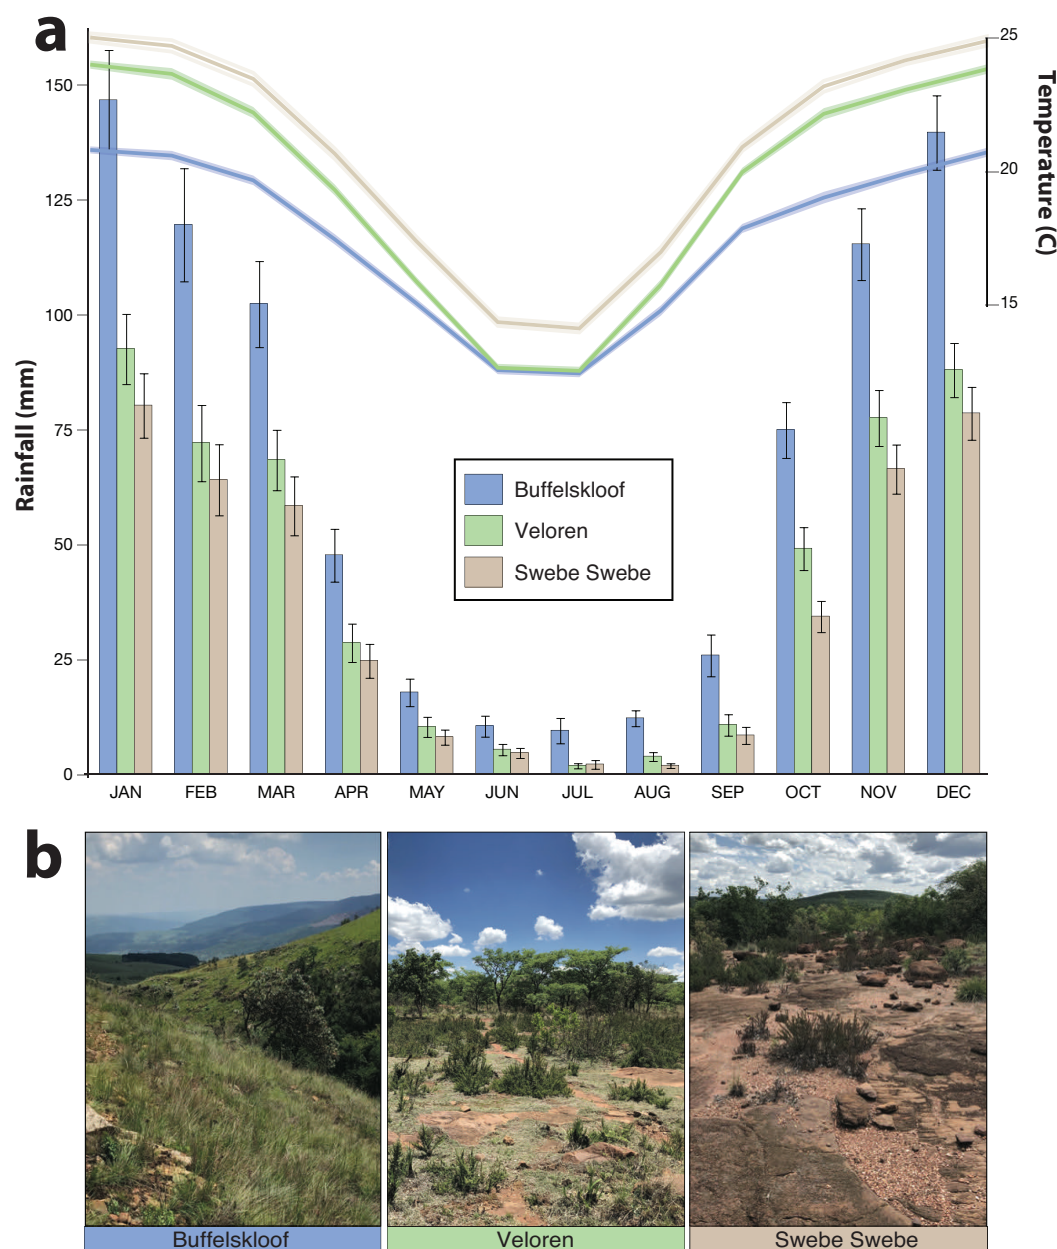 a
150
125
100
75
50
25
0
Rainfall (mm)
25
20
15
Temperature (C)
Buffelskloof
Veloren
Swebe Swebe
JAN FEB MAR APR MAY JUN JUL AUG SEP OCT NOV DEC
b
Buffelskloof Veloren Swebe Swebe